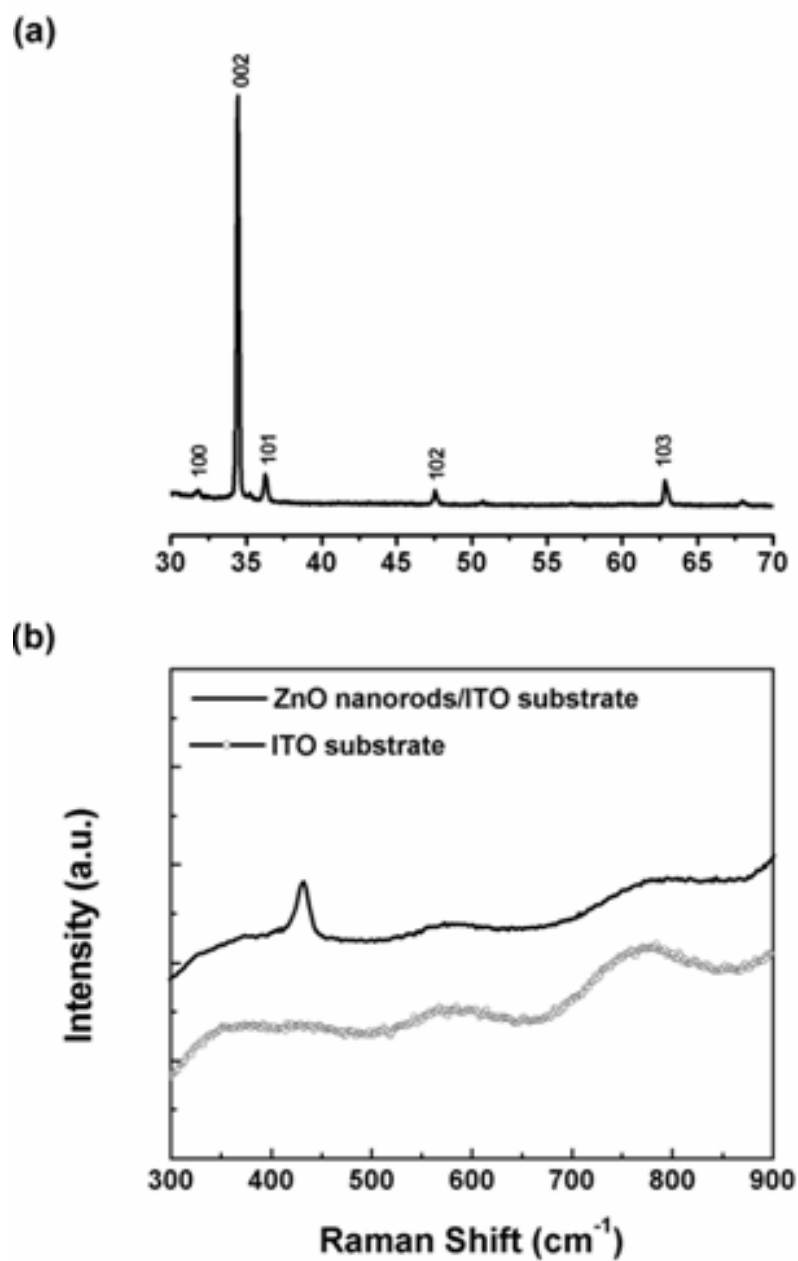 (a)
002
100
101
102
103
30 35 40 45 50 55 60 65 70
(b)
ZnO nanorods/ITO substrate
ITO substrate
Intensity (a.u.)
300 400 500 600 700 800 900
Raman Shift (cm⁻¹)